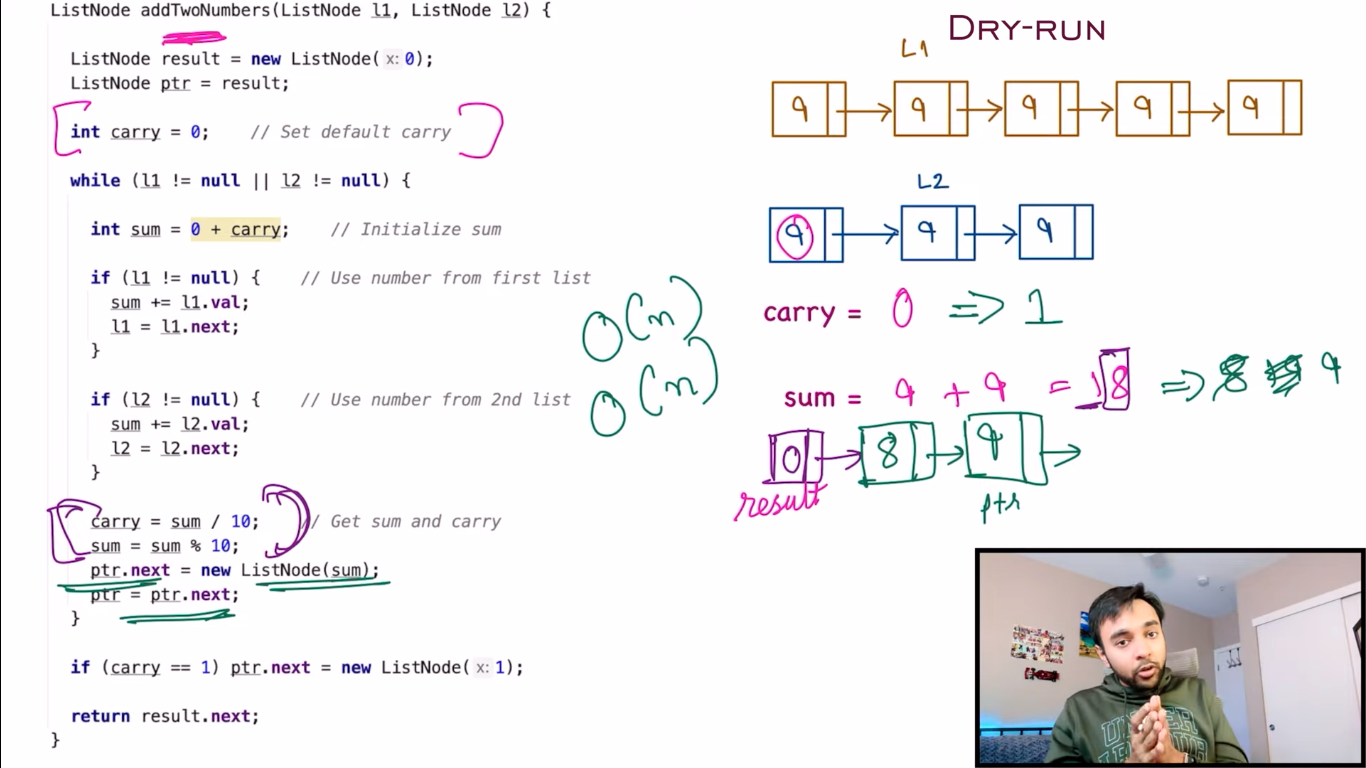 ListNode addTwoNumbers(ListNode l1, ListNode l2) {
ListNode result = new ListNode( x: 0);
ListNode ptr = result;
int carry = 0; // Set default carry
while (l1 != null || l2 != null) {
int sum = 0 + carry; // Initialize sum
if (l1 != null) { // Use number from first list
sum += l1.val;
l1 = l1.next;
}
if (l2 != null) { // Use number from 2nd list
sum += l2.val;
l2 = l2.next;
}
carry = sum / 10; // Get sum and carry
sum = sum % 10;
ptr.next = new ListNode(sum);
ptr = ptr.next;
}
if (carry == 1) ptr.next = new ListNode( x: 1);
return result.next;
}
O(n)
O(n)
DRY-RUN
L1
9 9 9 9 9
L2
9 9 9
carry = 0 => 1
sum = 9 + 9 = 18 => 8 9
0 8 9
result
ptr
UNDER